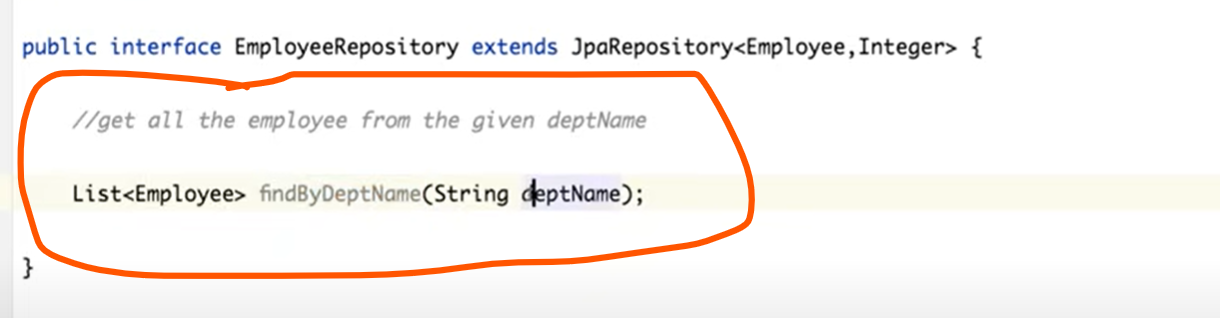 public interface EmployeeRepository extends JpaRepository<Employee,Integer> {
//get all the employee from the given deptName
List<Employee> findByDeptName(String deptName);
}